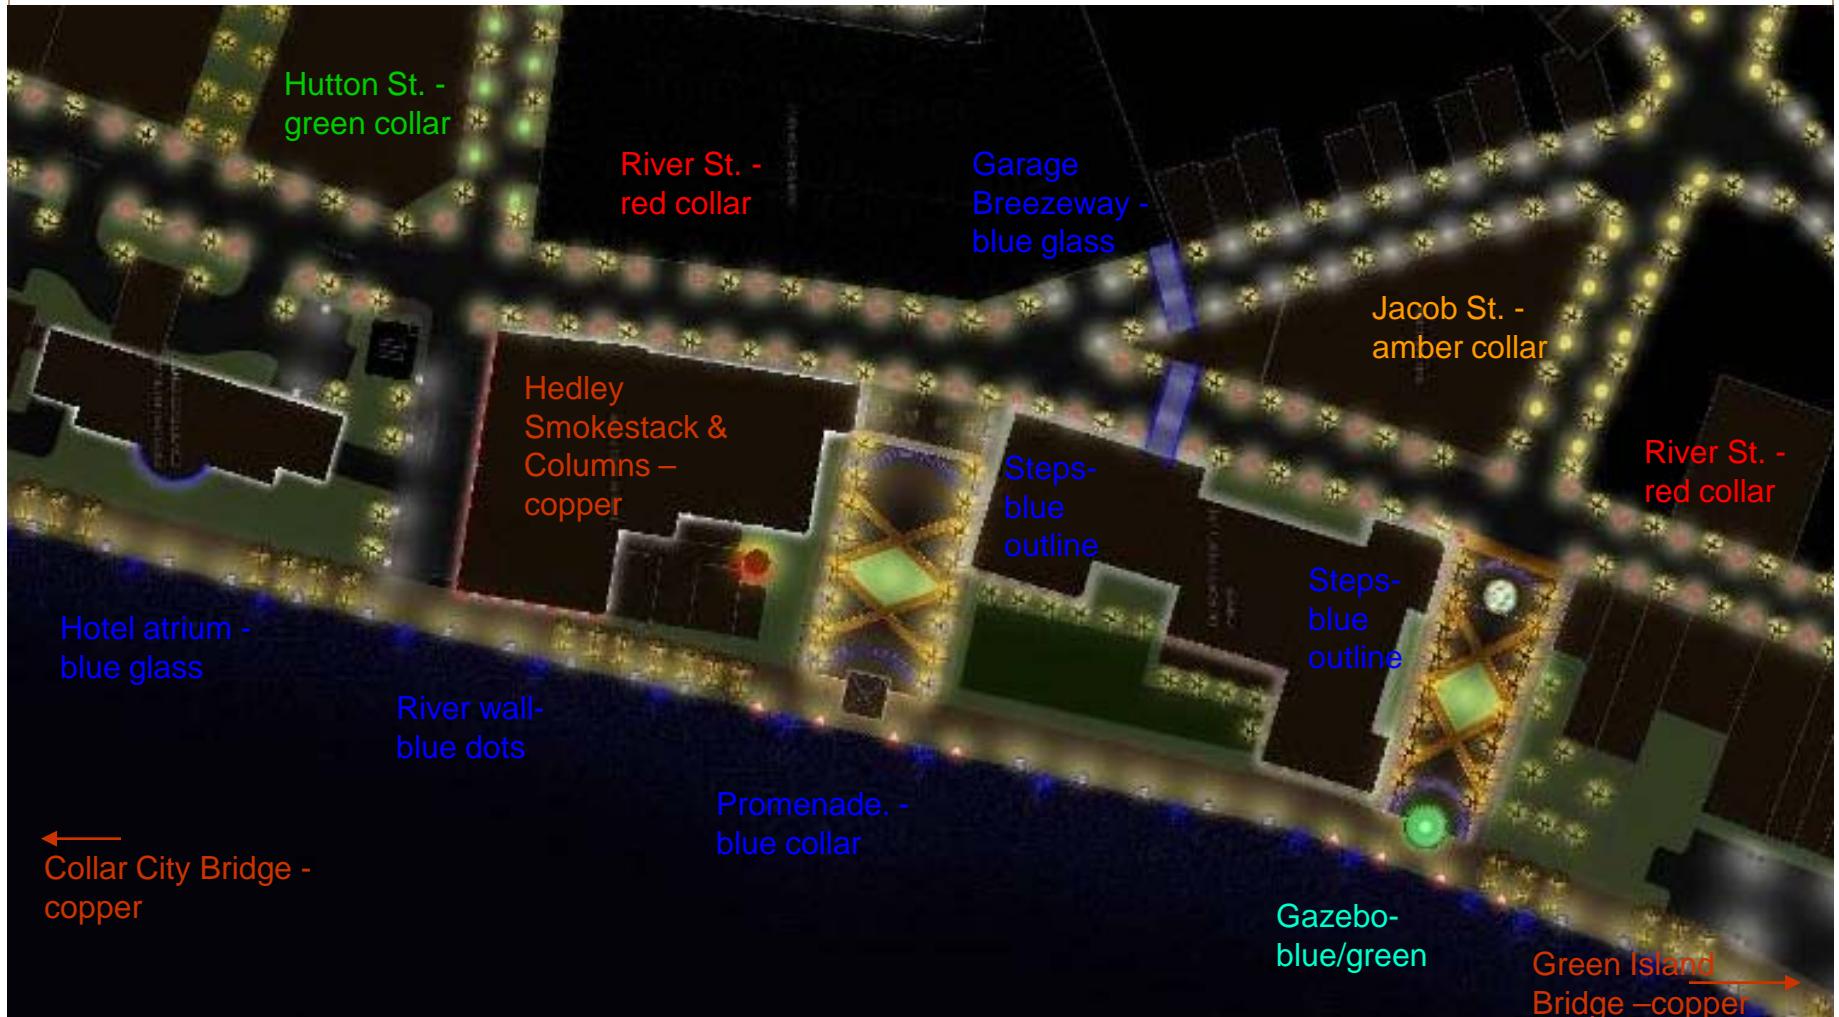 Hutton St. -
green collar
River St. -
red collar
Garage
Breezeway -
blue glass
Jacob St. -
amber collar
Hedley
Smokestack &
Columns –
copper
River St. -
red collar
Steps-
blue
outline
Steps-
blue
outline
Hotel atrium -
blue glass
River wall-
blue dots
Promenade. -
blue collar
Collar City Bridge -
copper
Gazebo-
blue/green
Green Island
Bridge –copper